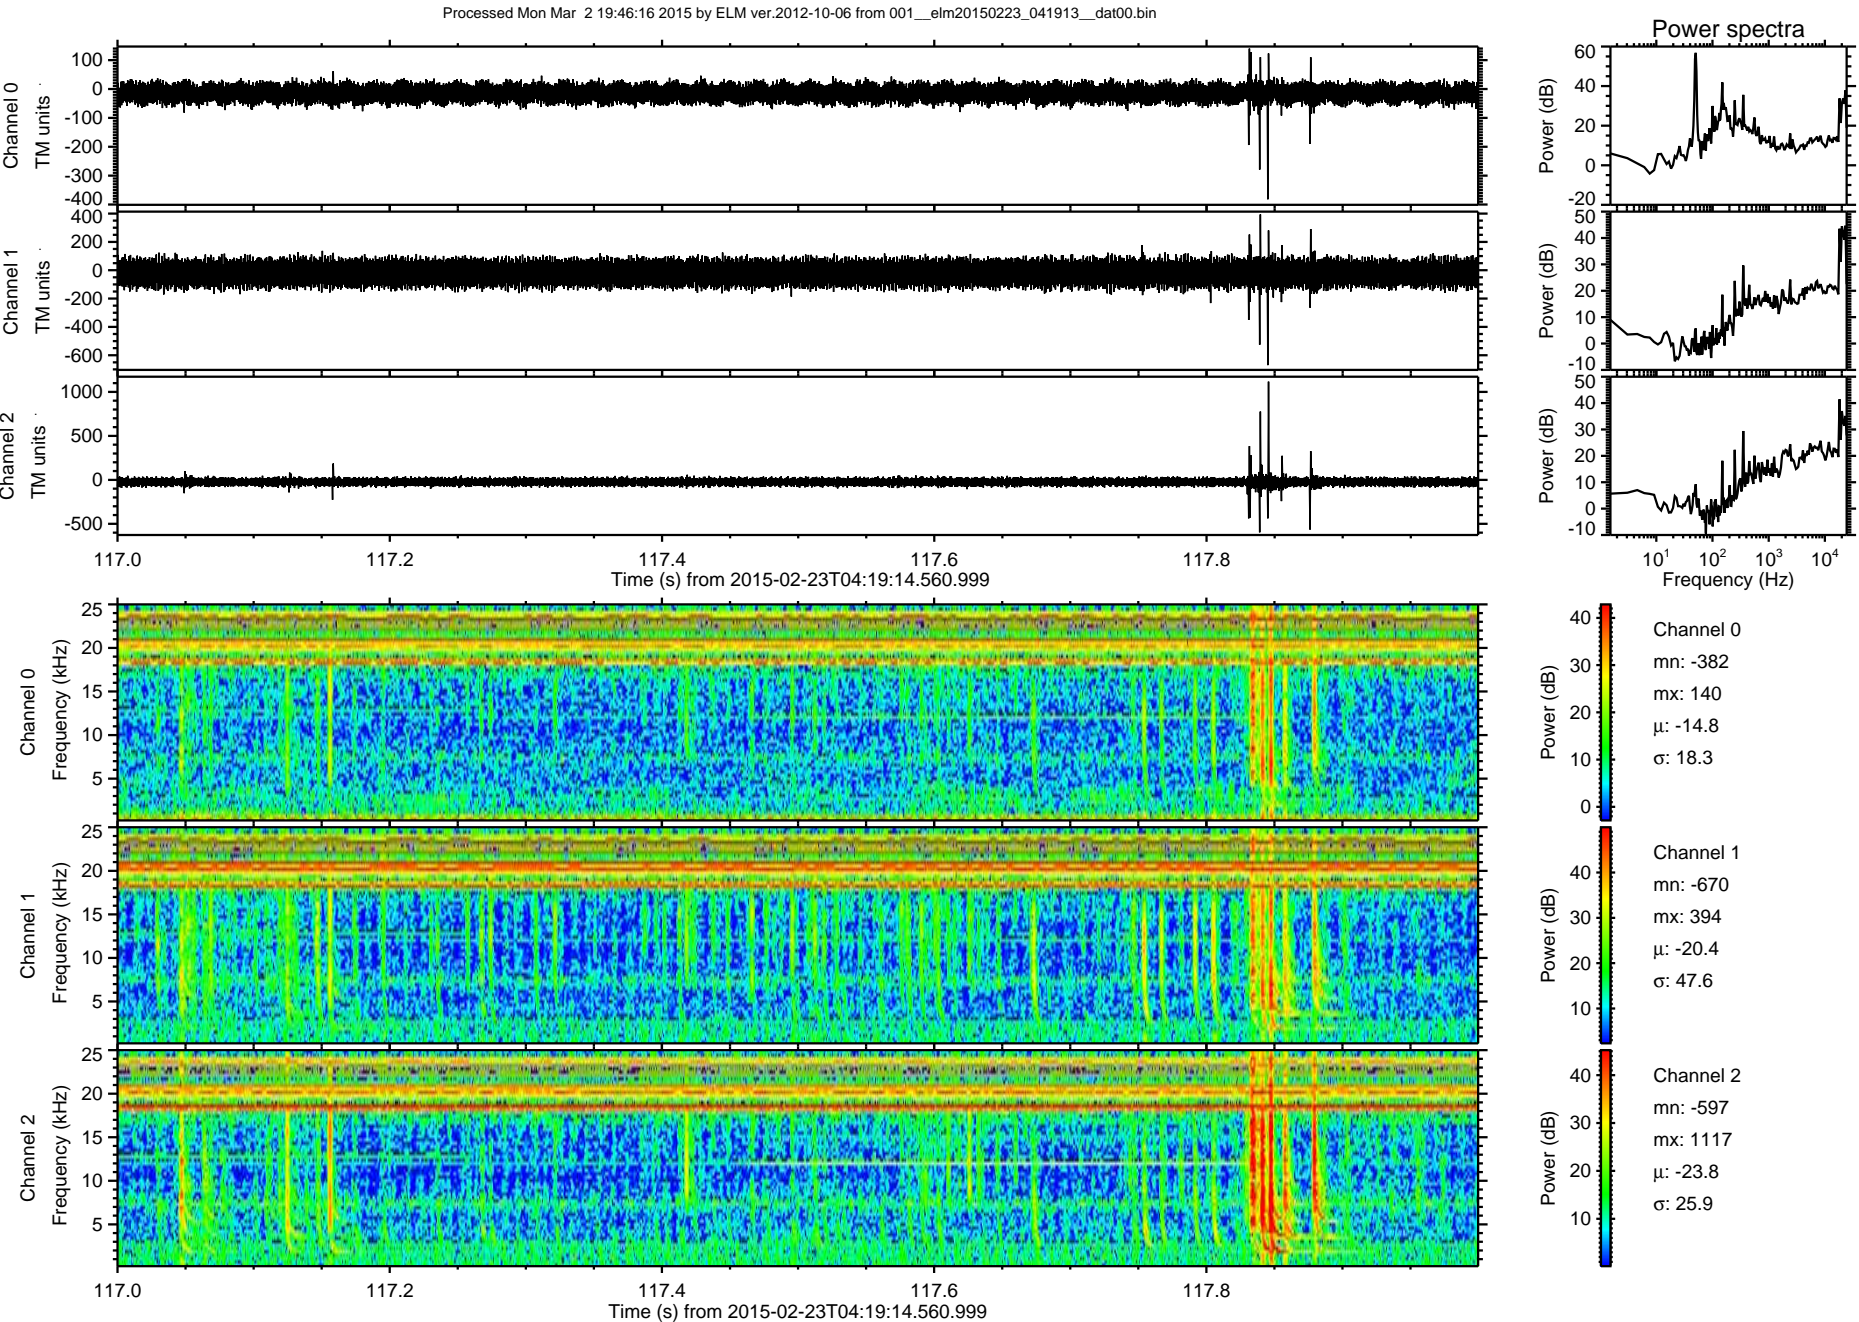 Processed Mon Mar  2 19:46:16 2015 by ELM ver.2012-10-06 from 001__elm20150223_041913__dat00.bin
Power spectra
Channel 0
TM units
100
0
-100
-200
-300
-400
Power (dB)
60
40
20
0
-20
Channel 1
TM units
400
200
0
-200
-400
-600
Power (dB)
50
40
30
20
10
0
-10
Channel 2
TM units
1000
500
0
-500
Power (dB)
50
40
30
20
10
0
-10
117.0 117.2 117.4 117.6 117.8
Time (s) from 2015-02-23T04:19:14.560.999
10^1 10^2 10^3 10^4
Frequency (Hz)
Channel 0
Frequency (kHz)
25
20
15
10
5
Power (dB)
40
30
20
10
0
Channel 0
mn: -382
mx: 140
μ: -14.8
σ: 18.3
Channel 1
Frequency (kHz)
25
20
15
10
5
Power (dB)
40
30
20
10
Channel 1
mn: -670
mx: 394
μ: -20.4
σ: 47.6
Channel 2
Frequency (kHz)
25
20
15
10
5
Power (dB)
40
30
20
10
Channel 2
mn: -597
mx: 1117
μ: -23.8
σ: 25.9
117.0 117.2 117.4 117.6 117.8
Time (s) from 2015-02-23T04:19:14.560.999